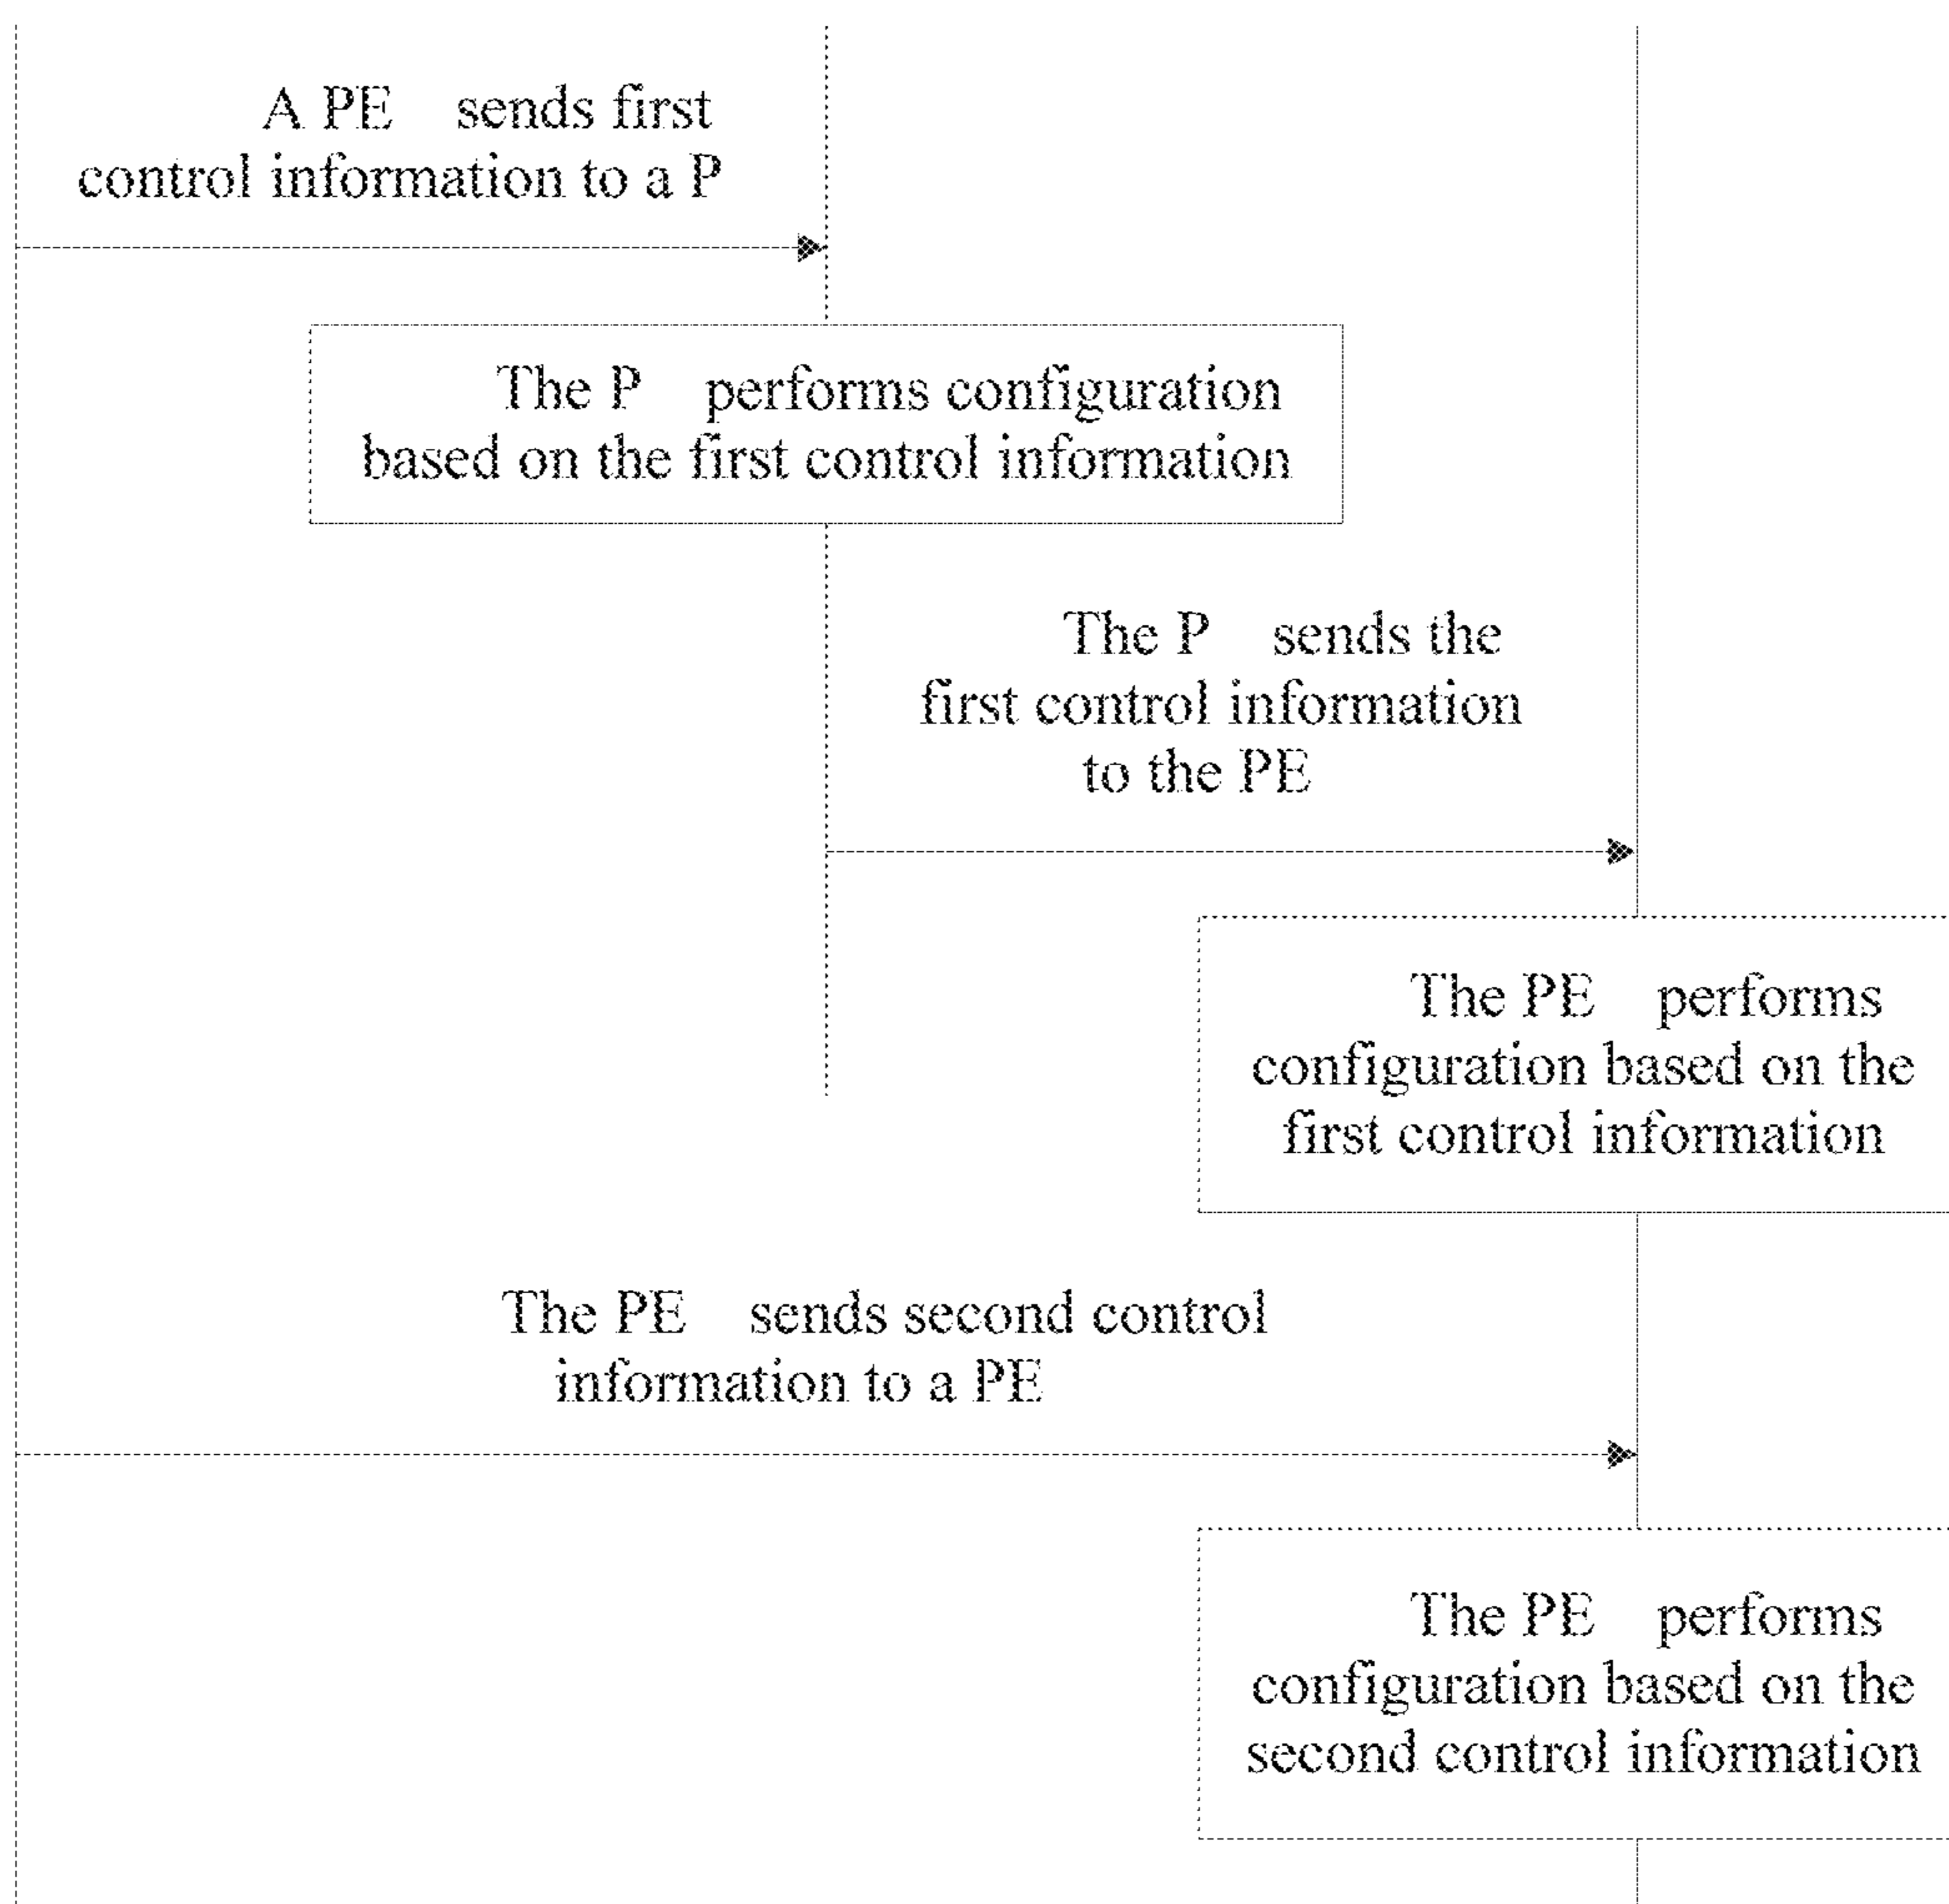 A PE sends first
control information to a P
The P performs configuration
based on the first control information
The P sends the
first control information
to the PE
The PE performs
configuration based on the
first control information
The PE sends second control
information to a PE
The PE performs
configuration based on the
second control information